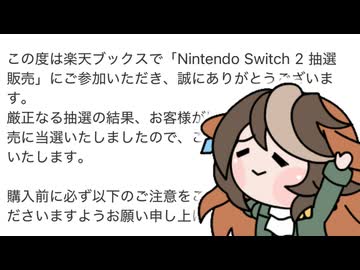 この度は楽天ブックスで「Nintendo Switch 2 抽選
販売」にご参加いただき、誠にありがとうございま
す。
厳正なる抽選の結果、お客様が
売に当選いたしましたので、こ
いたします。
購入前に必ず以下のご注意をご
ださいますようお願い申し上げ